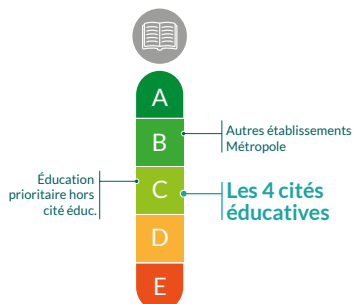 A
B
Autres établissements
Métropole
Éducation
prioritaire hors
cité éduc.
C
Les 4 cités
éducatives
D
E